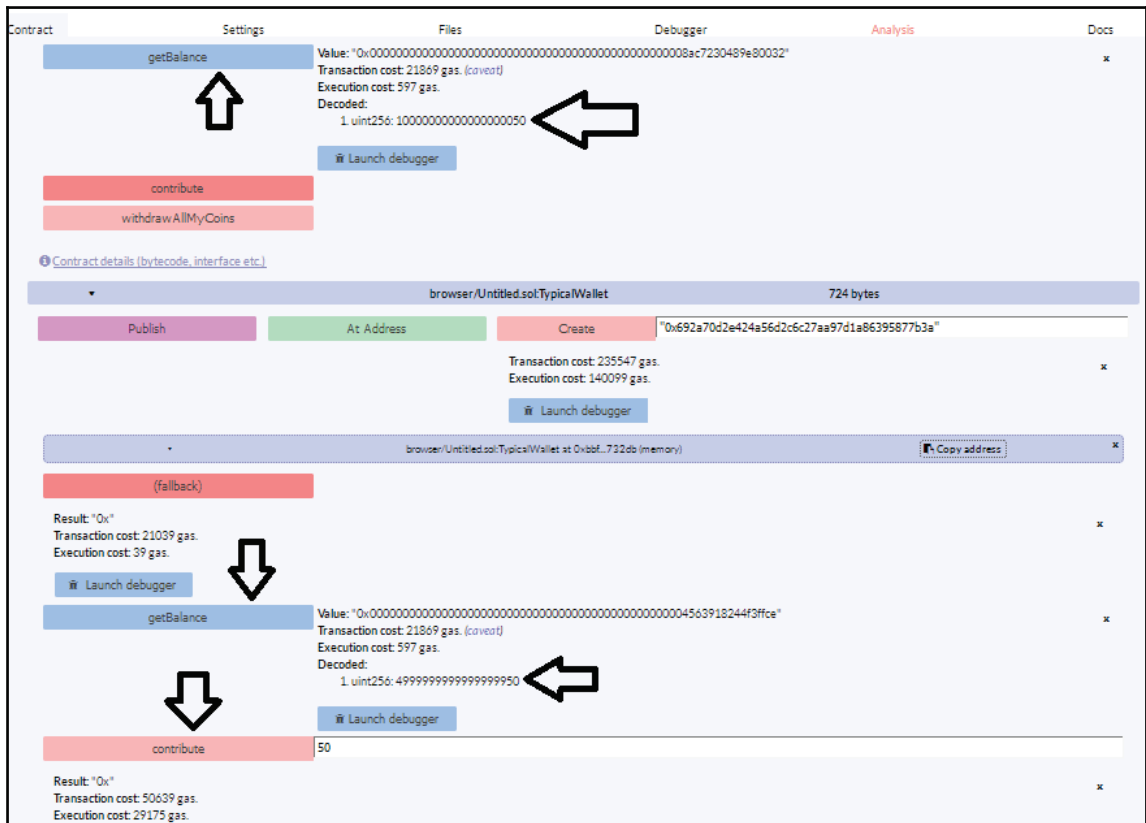 Contract Settings Files Debugger Analysis Docs
getBalance Value: "0x0000000000000000000000000000000000000000000000008ac7230489e80032" x
Transaction cost: 21869 gas. (caveat)
Execution cost: 597 gas.
Decoded:
1. uint256: 10000000000000000050
Launch debugger
contribute
withdrawAllMyCoins
Contract details (bytecode, interface etc.)
browser/Untitled.sol:TypicalWallet 724 bytes
Publish At Address Create "0x692a70d2e424a56d2c6c27aa97d1a86395877b3a"
Transaction cost: 235547 gas. x
Execution cost: 140099 gas.
Launch debugger
browser/Untitled.sol:TypicalWallet at 0xbbf...732db (memory) Copy address x
(fallback)
Result: "0x" x
Transaction cost: 21039 gas.
Execution cost: 39 gas.
Launch debugger
getBalance Value: "0x0000000000000000000000000000000000000000000000004563918244f3ffce" x
Transaction cost: 21869 gas. (caveat)
Execution cost: 597 gas.
Decoded:
1. uint256: 4999999999999999950
Launch debugger
contribute 50
Result: "0x" x
Transaction cost: 50639 gas.
Execution cost: 29175 gas.